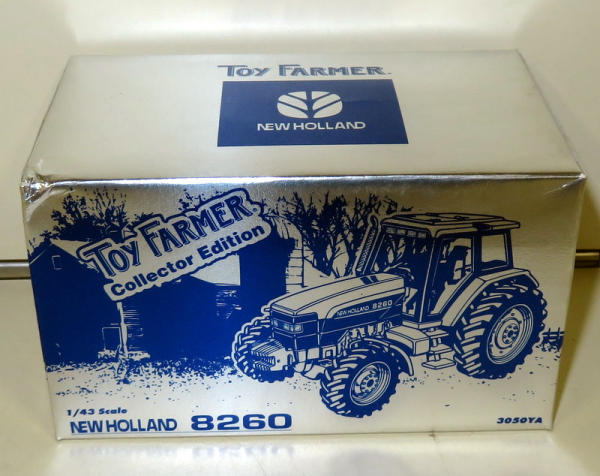 TOY FARMER
NEW HOLLAND
TOY FARMER
Collector Edition
NEW HOLLAND 8260
1/43 Scale
NEW HOLLAND 8260
3050YA